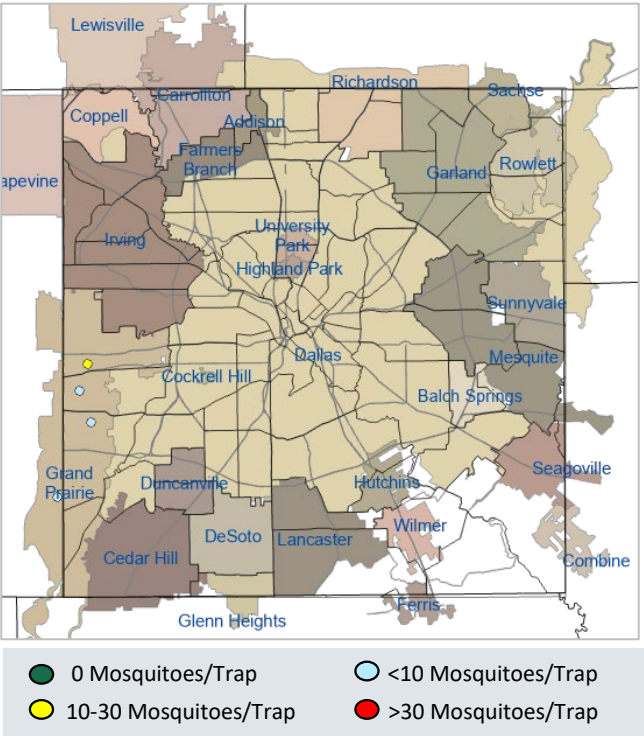 Lewisville
Richardson
Sachse
Carrollton
Coppell
Addison
Farmers
Branch
Rowlett
Garland
apevine
University
Park
Irving
Highland Park
Sunnyvale
Dallas
Mesquite
Cockrell Hill
Balch Springs
Grand
Prairie
Duncanville
Hutchins
Seagoville
Wilmer
DeSoto
Lancaster
Cedar Hill
Combine
Ferris
Glenn Heights
0 Mosquitoes/Trap
<10 Mosquitoes/Trap
10-30 Mosquitoes/Trap
>30 Mosquitoes/Trap